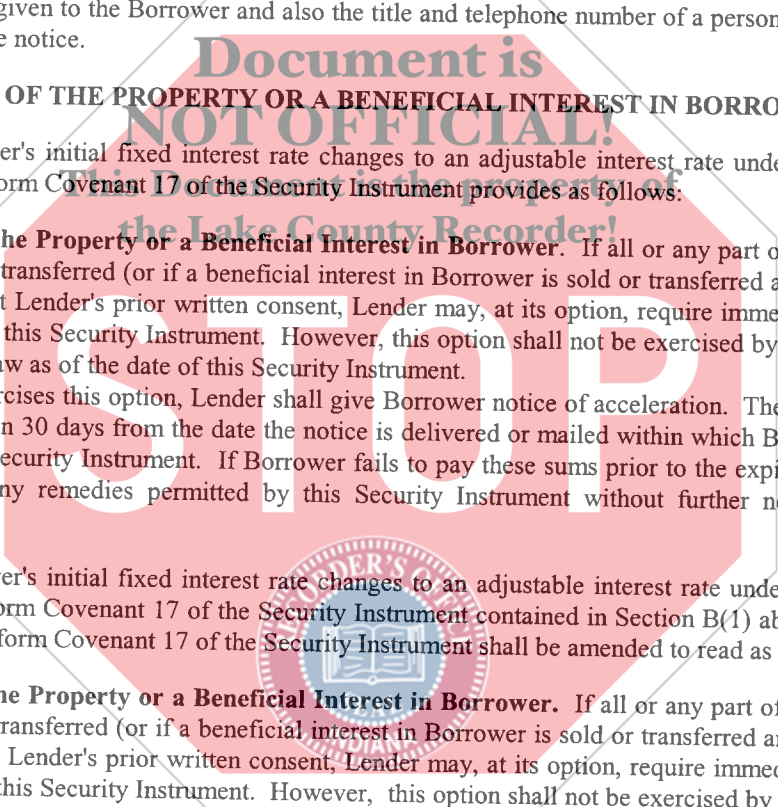 given to the Borrower and also the title and telephone number of a person
e notice.
Document is
OF THE PROPERTY OR A BENEFICIAL INTEREST IN BORRO
NOT OFFICIAL!
er's initial fixed interest rate changes to an adjustable interest rate unde
orm Covenant 17 of the Security Instrument provides as follows:
This Document is the property of
the Lake County Recorder!
he Property or a Beneficial Interest in Borrower. If all or any part o
transferred (or if a beneficial interest in Borrower is sold or transferred a
t Lender's prior written consent, Lender may, at its option, require imme
this Security Instrument. However, this option shall not be exercised by
aw as of the date of this Security Instrument.
STOP
rcises this option, Lender shall give Borrower notice of acceleration. The
n 30 days from the date the notice is delivered or mailed within which B
ecurity Instrument. If Borrower fails to pay these sums prior to the expi
ny remedies permitted by this Security Instrument without further n
er's initial fixed interest rate changes to an adjustable interest rate unde
orm Covenant 17 of the Security Instrument contained in Section B(1) ab
form Covenant 17 of the Security Instrument shall be amended to read as
SEAL
INDIANA
he Property or a Beneficial Interest in Borrower. If all or any part of
transferred (or if a beneficial interest in Borrower is sold or transferred a
Lender's prior written consent, Lender may, at its option, require immed
this Security Instrument. However, this option shall not be exercised by